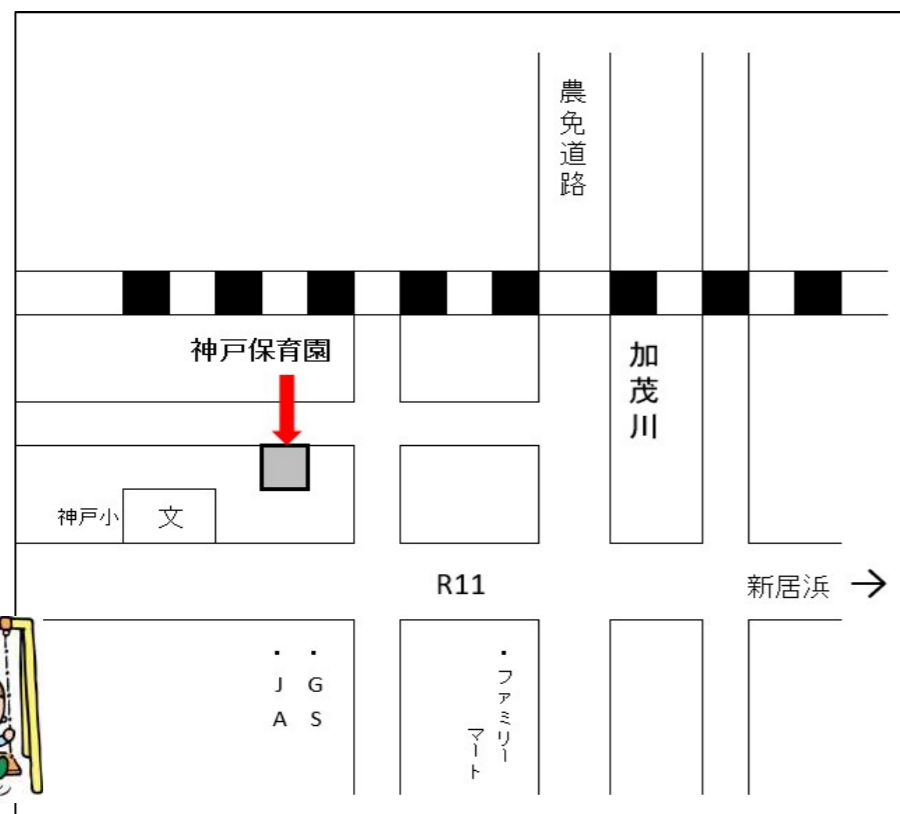 農免道路
神戸保育園
加茂川
神戸小
文
R11
新居浜 →
・JA
・GS
・ファミリー
マート